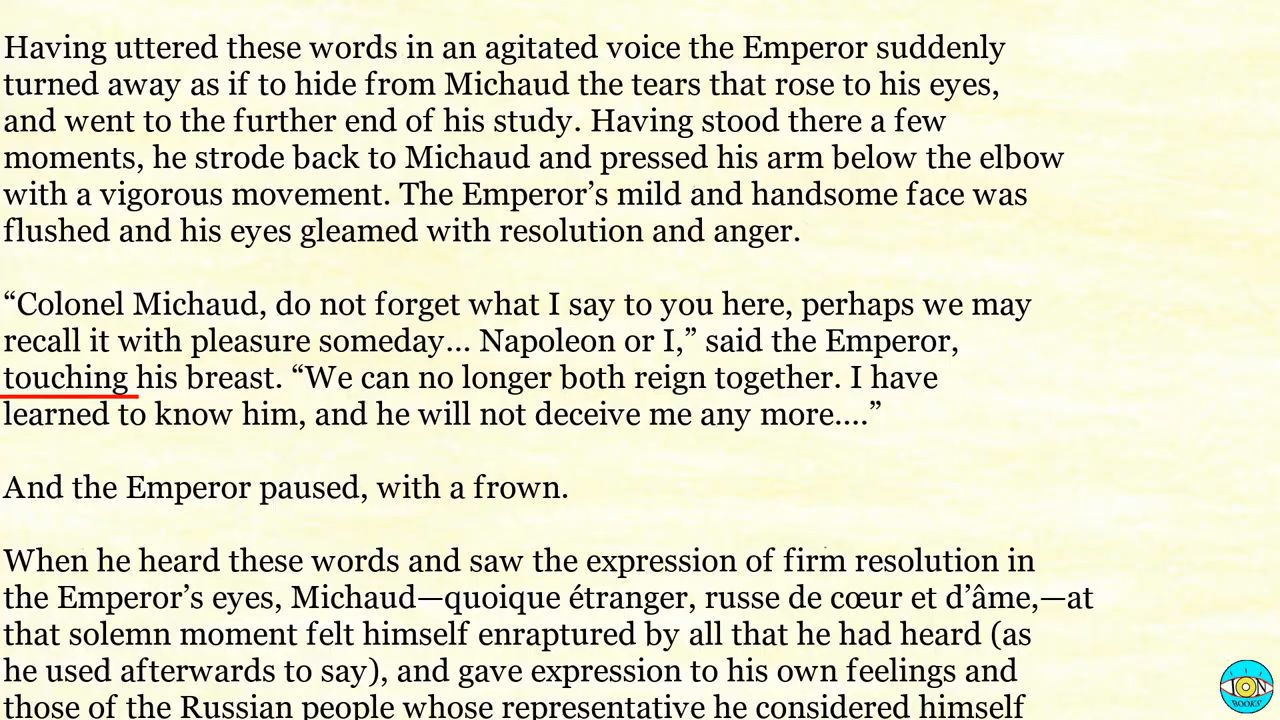 Having uttered these words in an agitated voice the Emperor suddenly
turned away as if to hide from Michaud the tears that rose to his eyes,
and went to the further end of his study. Having stood there a few
moments, he strode back to Michaud and pressed his arm below the elbow
with a vigorous movement. The Emperor’s mild and handsome face was
flushed and his eyes gleamed with resolution and anger.
“Colonel Michaud, do not forget what I say to you here, perhaps we may
recall it with pleasure someday... Napoleon or I,” said the Emperor,
touching his breast. “We can no longer both reign together. I have
learned to know him, and he will not deceive me any more....”
And the Emperor paused, with a frown.
When he heard these words and saw the expression of firm resolution in
the Emperor’s eyes, Michaud—quoique étranger, russe de cœur et d’âme,—at
that solemn moment felt himself enraptured by all that he had heard (as
he used afterwards to say), and gave expression to his own feelings and
those of the Russian people whose representative he considered himself
ION
BOOKS